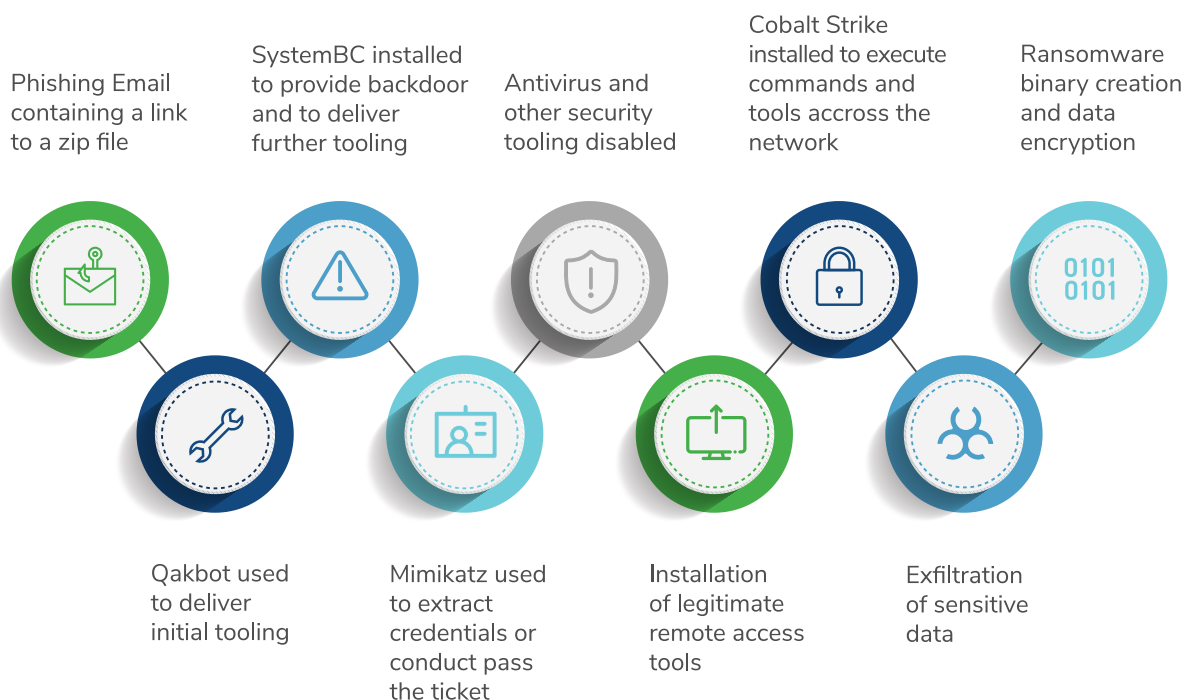 Phishing Email
containing a link
to a zip file
Qakbot used
to deliver
initial tooling
SystemBC installed
to provide backdoor
and to deliver
further tooling
Mimikatz used
to extract
credentials or
conduct pass
the ticket
Antivirus and
other security
tooling disabled
Installation
of legitimate
remote access
tools
Cobalt Strike
installed to execute
commands and
tools accross the
network
Exfiltration
of sensitive
data
Ransomware
binary creation
and data
encryption
0101
0101